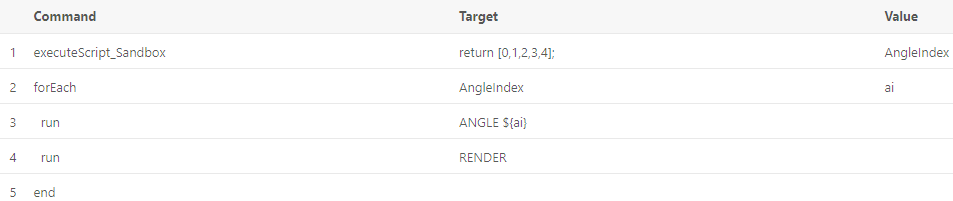 Command Target Value
1 executeScript_Sandbox return [0,1,2,3,4]; AngleIndex
2 forEach AngleIndex ai
3 run ANGLE ${ai}
4 run RENDER
5 end